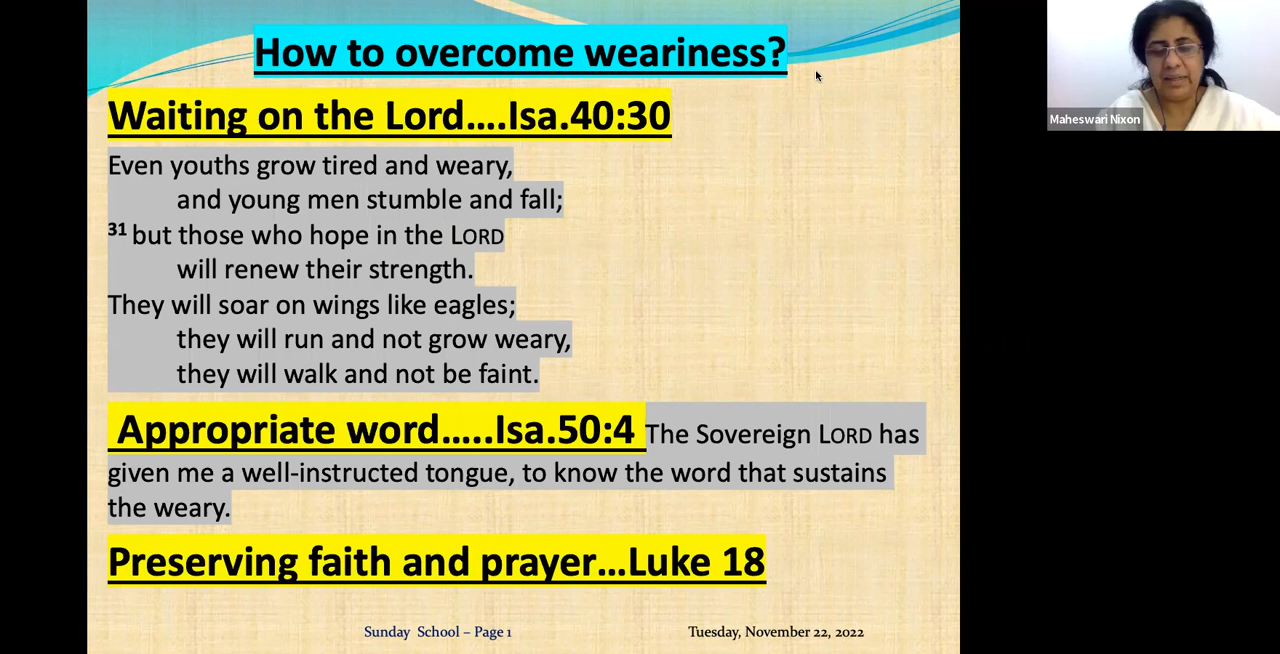 How to overcome weariness?
Waiting on the Lord….Isa.40:30
Even youths grow tired and weary,
and young men stumble and fall;
31 but those who hope in the LORD
will renew their strength.
They will soar on wings like eagles;
they will run and not grow weary,
they will walk and not be faint.
Appropriate word…..Isa.50:4 The Sovereign LORD has
given me a well-instructed tongue, to know the word that sustains
the weary.
Preserving faith and prayer…Luke 18
Sunday School – Page 1
Tuesday, November 22, 2022
Maheswari Nixon